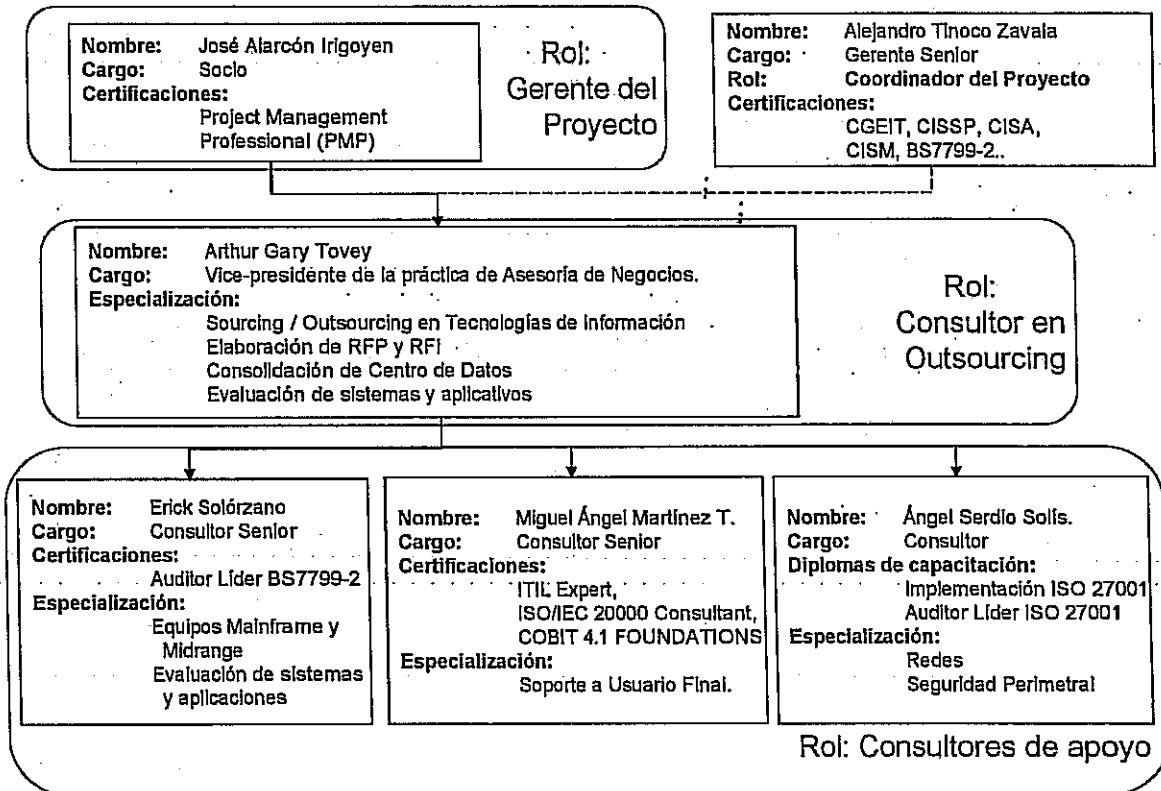 Nombre: José Alarcón Irigoyen
Cargo: Socio
Certificaciones:
Project Management
Professional (PMP)
Rol:
Gerente del
Proyecto
Nombre: Alejandro Tinoco Zavala
Cargo: Gerente Senior
Rol: Coordinador del Proyecto
Certificaciones:
CGEIT, CISSP, CISA,
CISM, BS7799-2..
Nombre: Arthur Gary Tovey
Cargo: Vice-presidente de la práctica de Asesoría de Negocios.
Especialización:
Sourcing / Outsourcing en Tecnologías de Información
Elaboración de RFP y RFI
Consolidación de Centro de Datos
Evaluación de sistemas y aplicativos
Rol:
Consultor en
Outsourcing
Nombre: Erick Solórzano
Cargo: Consultor Senior
Certificaciones:
Auditor Líder BS7799-2
Especialización:
Equipos Mainframe y
Midrange
Evaluación de sistemas
y aplicaciones
Nombre: Miguel Ángel Martínez T.
Cargo: Consultor Senior
Certificaciones:
ITIL Expert,
ISO/IEC 20000 Consultant,
COBIT 4.1 FOUNDATIONS
Especialización:
Soporte a Usuario Final.
Nombre: Ángel Serdio Solís.
Cargo: Consultor
Diplomas de capacitación:
Implementación ISO 27001
Auditor Líder ISO 27001
Especialización:
Redes
Seguridad Perimetral
Rol: Consultores de apoyo